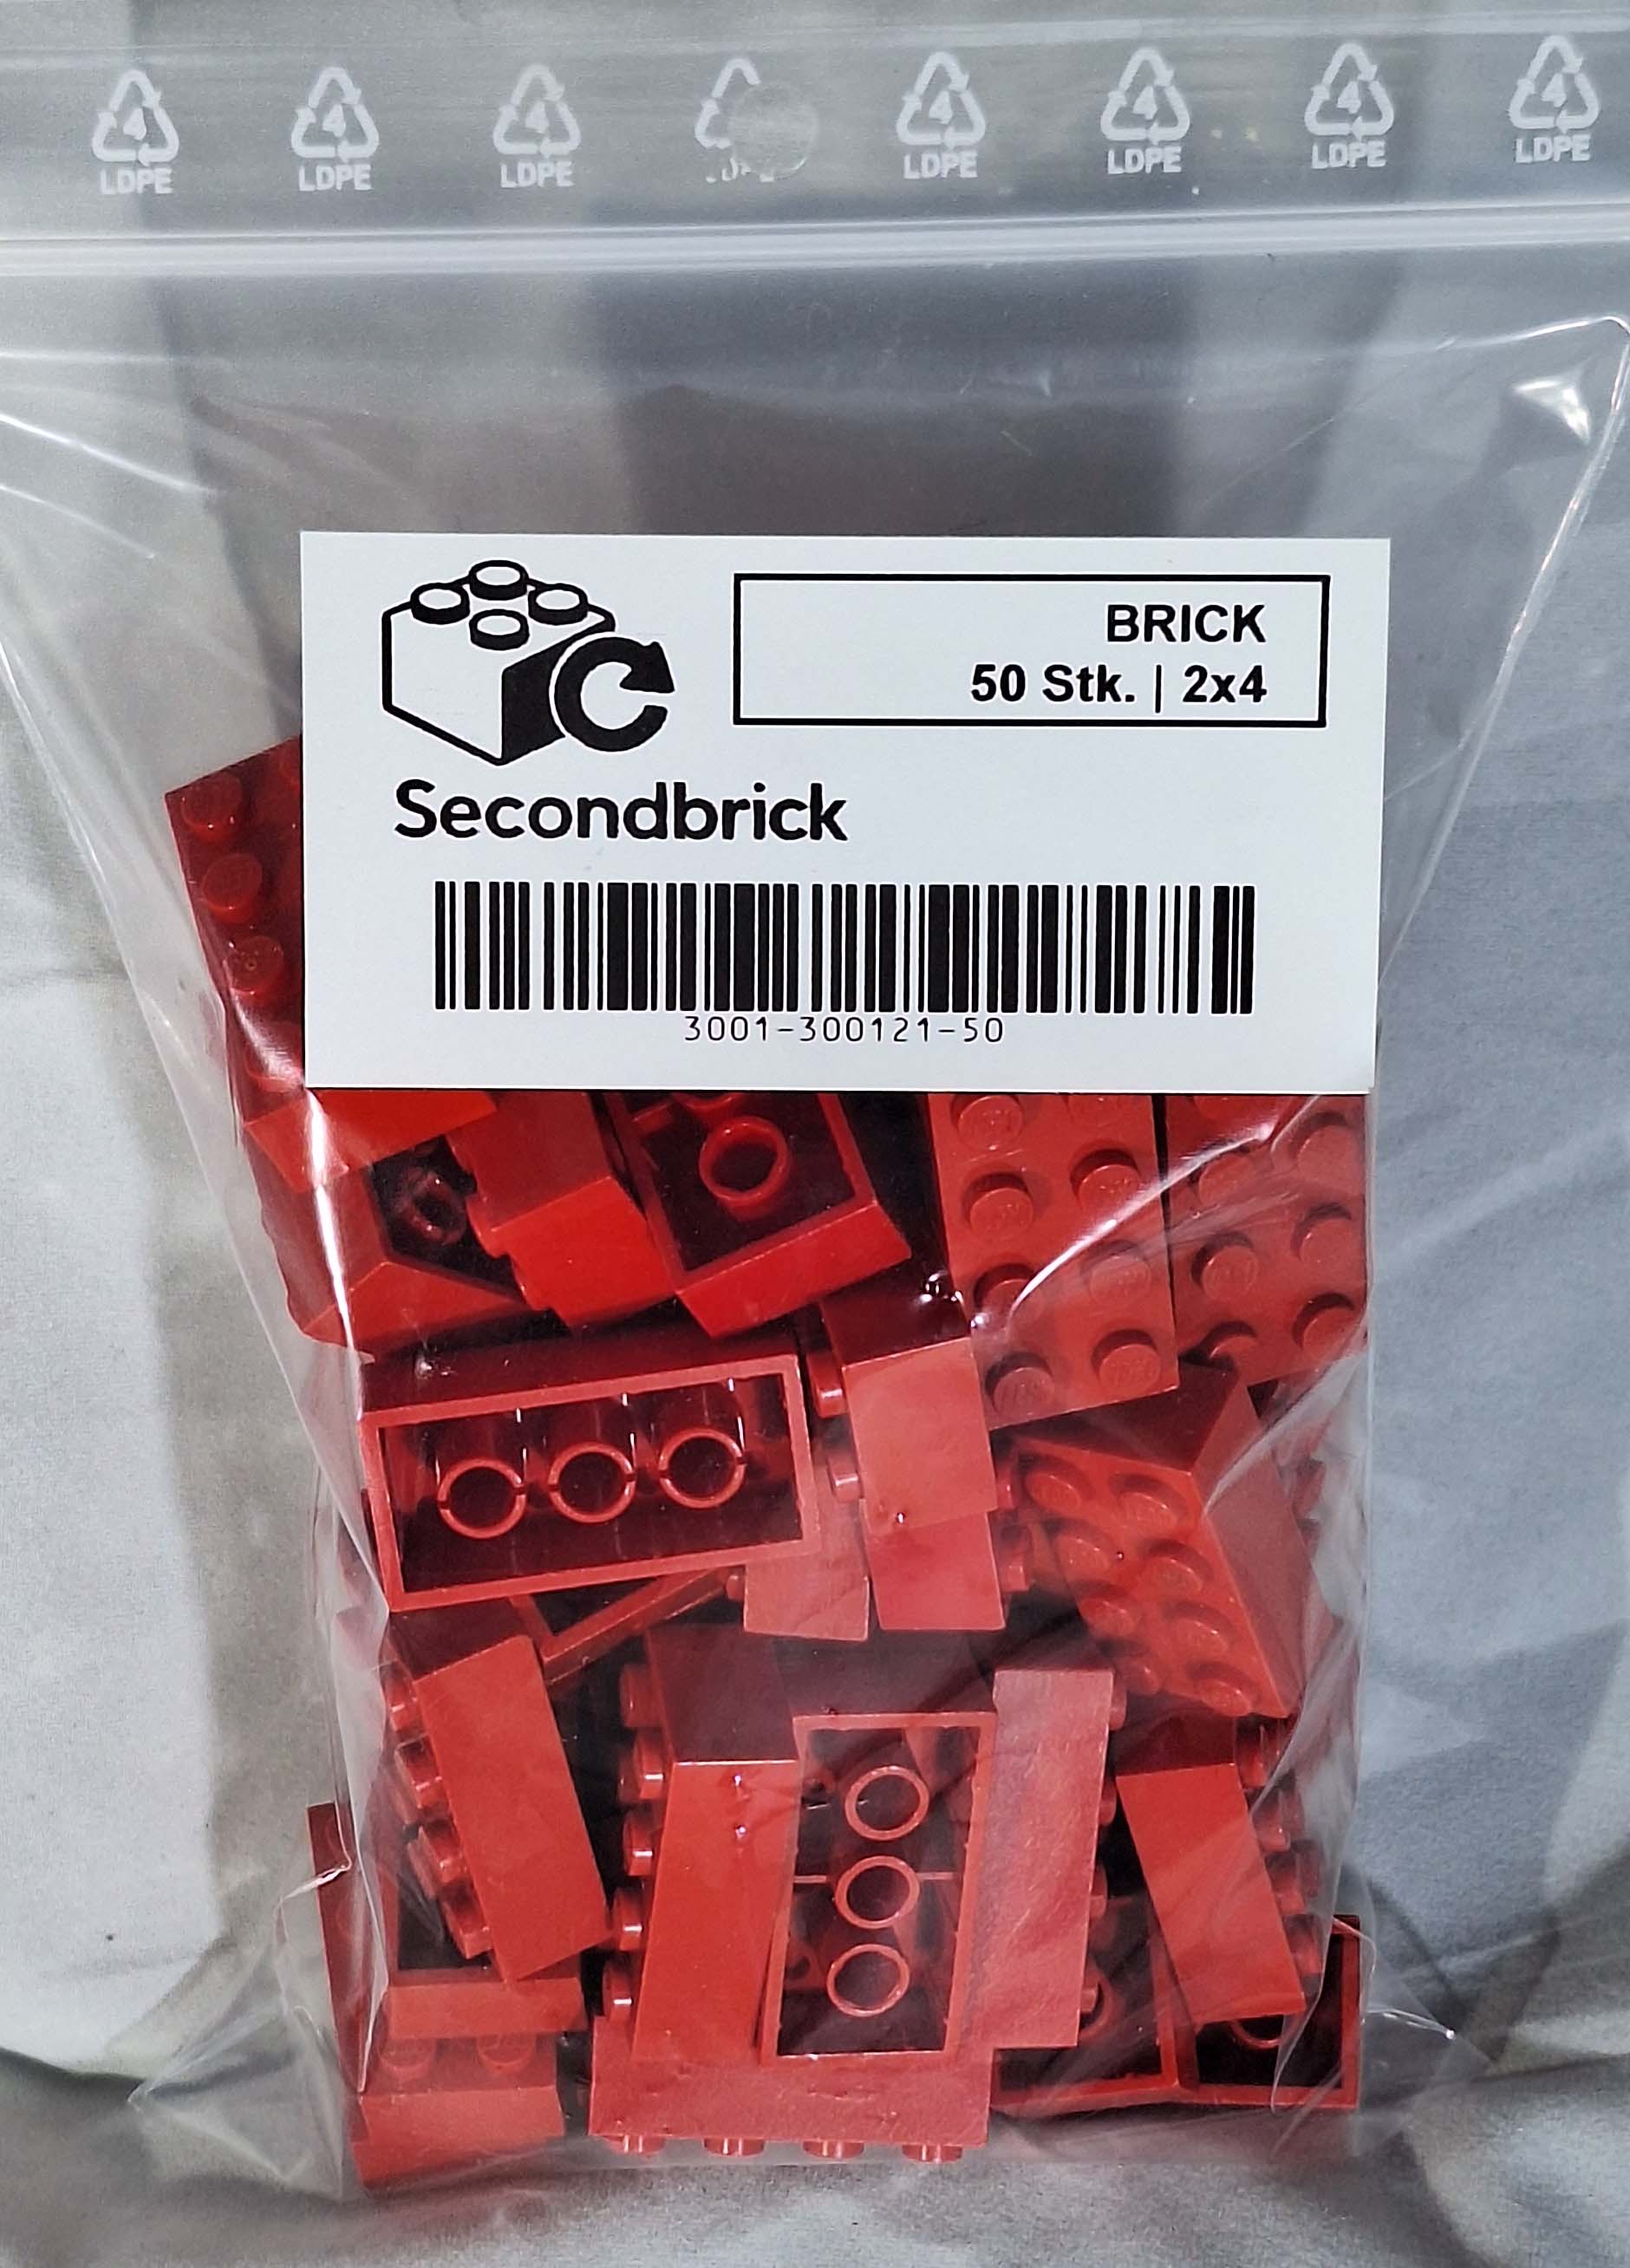 4 4 4 4 4 4 4
LDPE LDPE LDPE LDPE LDPE LDPE LDPE
BRICK
50 Stk. | 2x4
Secondbrick
3001-300121-50